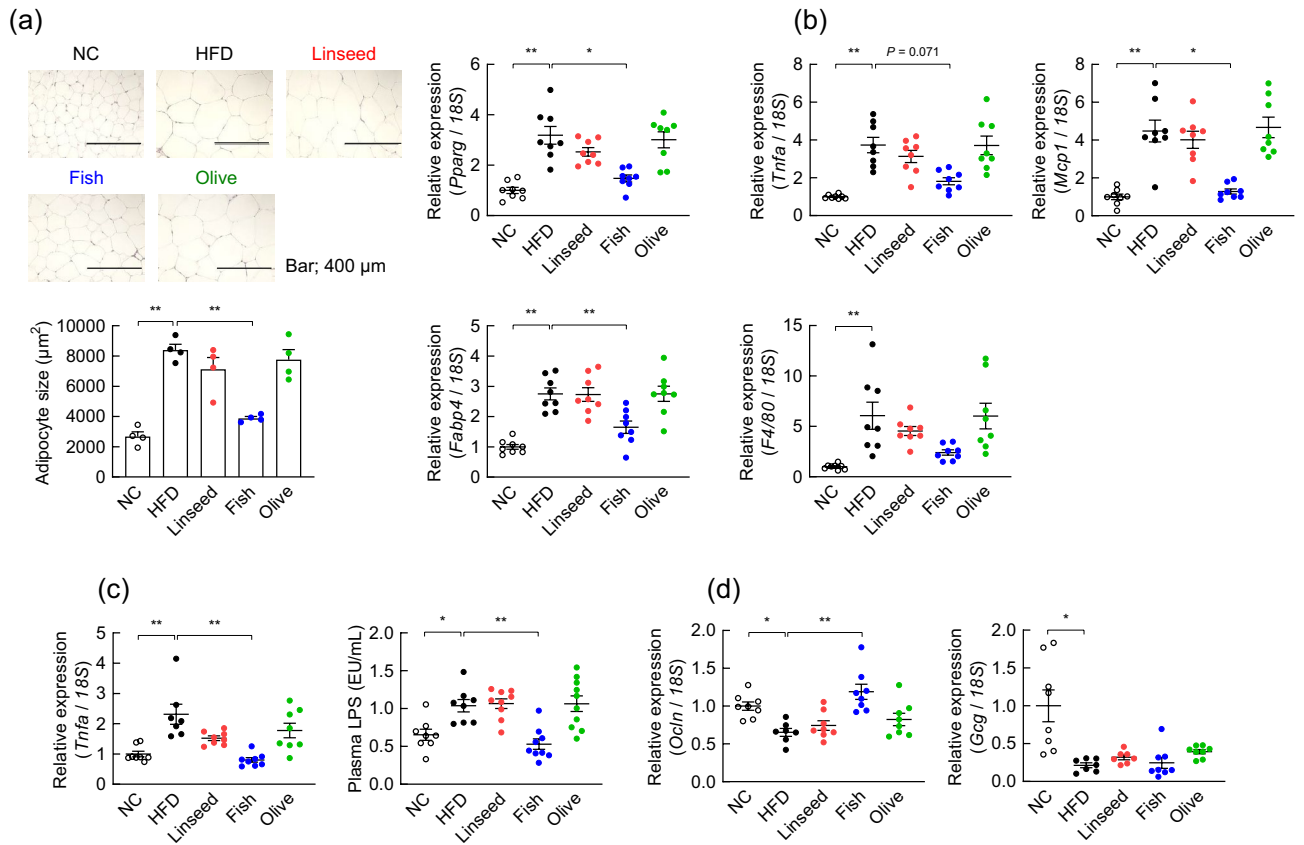 (a)
NC
HFD
Linseed
Fish
Olive
Bar; 400 µm
** **
Adipocyte size (µm²)
10000
8000
6000
4000
2000
0
NC
HFD
Linseed
Fish
Olive
** *
Relative expression
(Pparg / 18S)
6
4
2
0
NC
HFD
Linseed
Fish
Olive
** **
Relative expression
(Fabp4 / 18S)
5
4
3
2
1
0
NC
HFD
Linseed
Fish
Olive
(b)
** P = 0.071
Relative expression
(Tnfa / 18S)
8
6
4
2
0
NC
HFD
Linseed
Fish
Olive
** *
Relative expression
(Mcp1 / 18S)
8
6
4
2
0
NC
HFD
Linseed
Fish
Olive
**
Relative expression
(F4/80 / 18S)
15
10
5
0
NC
HFD
Linseed
Fish
Olive
(c)
** **
Relative expression
(Tnfa / 18S)
5
4
3
2
1
0
NC
HFD
Linseed
Fish
Olive
* **
Plasma LPS (EU/mL)
2.0
1.5
1.0
0.5
0.0
NC
HFD
Linseed
Fish
Olive
(d)
* **
Relative expression
(Ocln / 18S)
2.0
1.5
1.0
0.5
0.0
NC
HFD
Linseed
Fish
Olive
*
Relative expression
(Gcg / 18S)
2.0
1.5
1.0
0.5
0.0
NC
HFD
Linseed
Fish
Olive